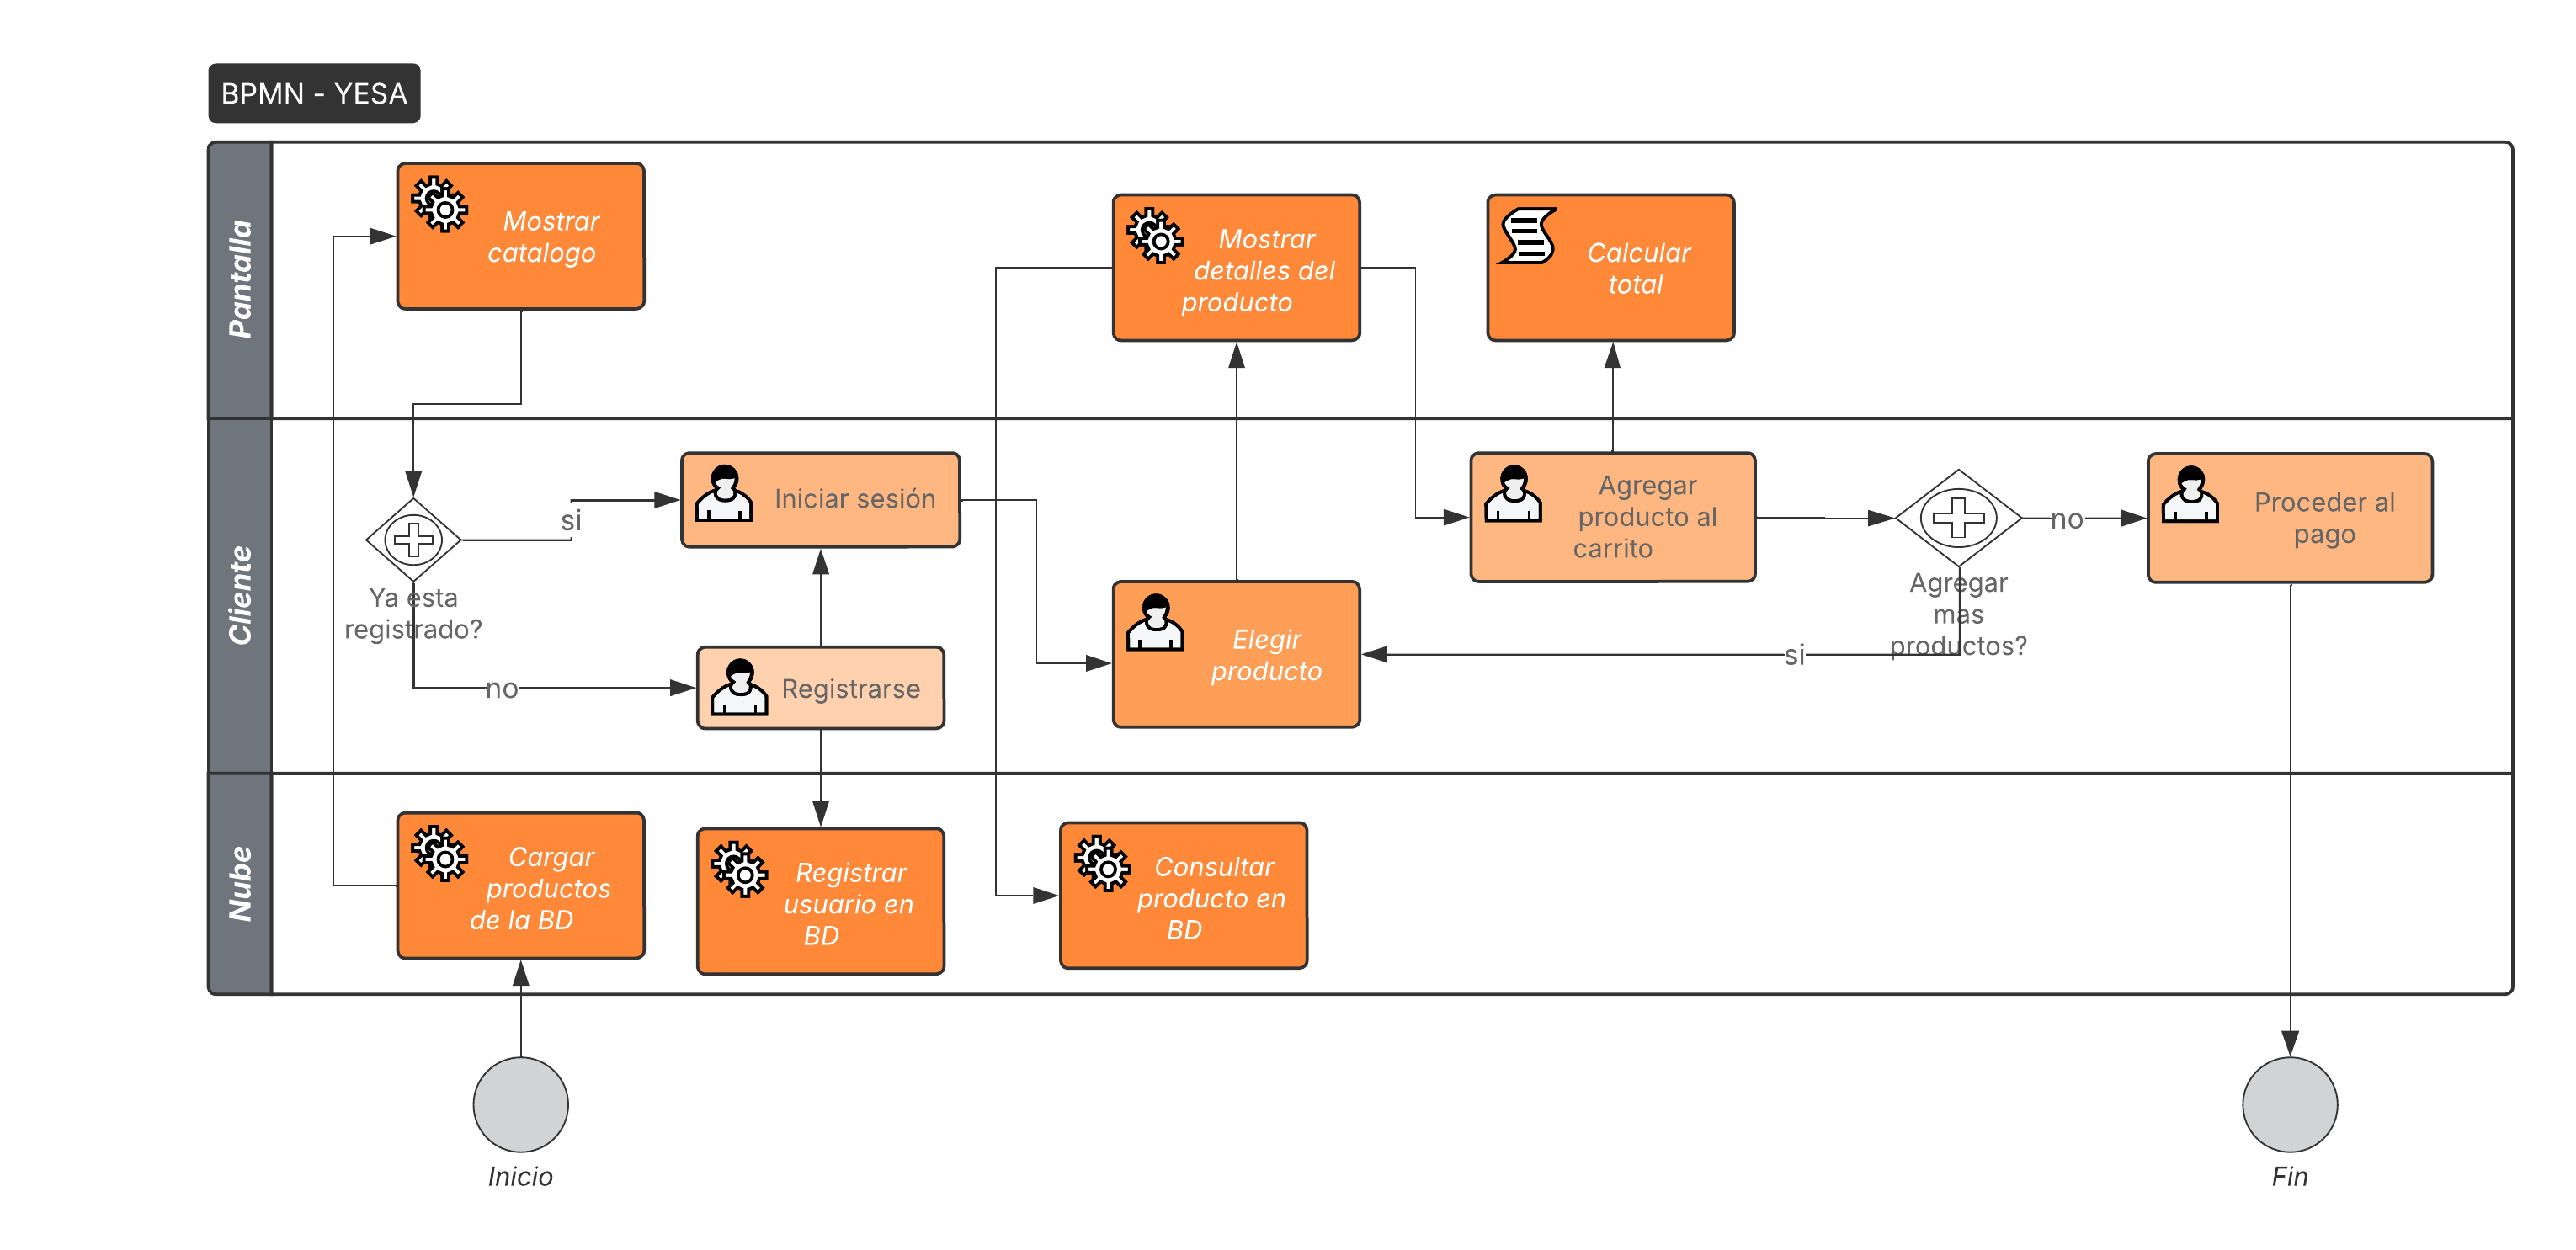 BPMN - YESA
Pantalla
Mostrar
catalogo
Mostrar
detalles del
producto
Calcular
total
Cliente
Ya esta
registrado?
si
no
Iniciar sesión
Registrarse
Elegir
producto
Agregar
producto al
carrito
Agregar
mas
productos?
si
no
Proceder al
pago
Nube
Cargar
productos
de la BD
Registrar
usuario en
BD
Consultar
producto en
BD
Inicio
Fin